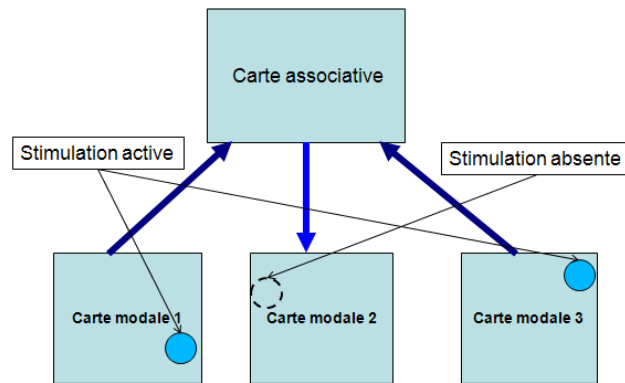 Carte associative
Stimulation active
Stimulation absente
Carte modale 1
Carte modale 2
Carte modale 3